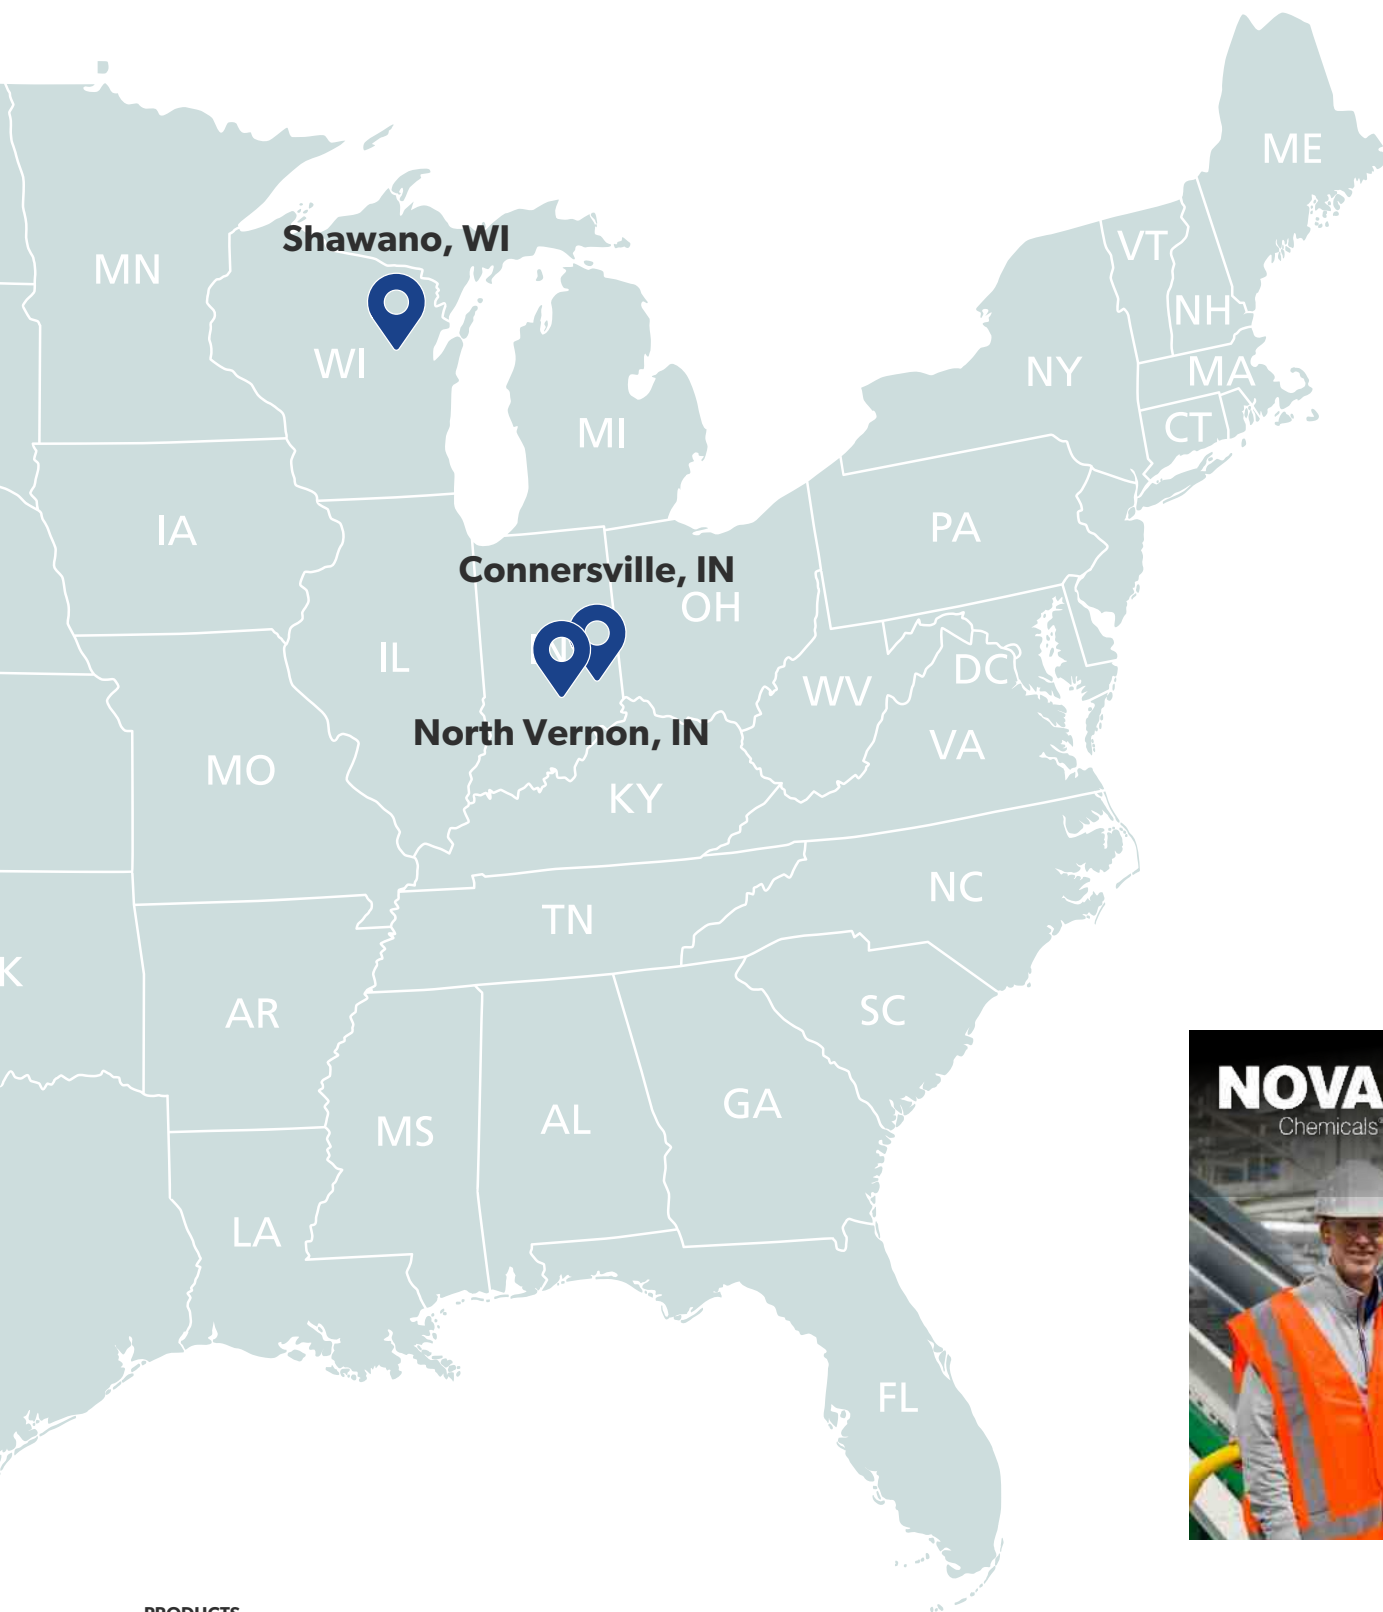 ME
Shawano, WI
VT
MN
NH
WI
NY
MA
CT
MI
PA
IA
Connersville, IN
OH
IL
DC
WV
North Vernon, IN
VA
MO
KY
NC
TN
K
AR
SC
GA
MS
AL
NOVA
Chemicals
LA
FL
PRODUCTS